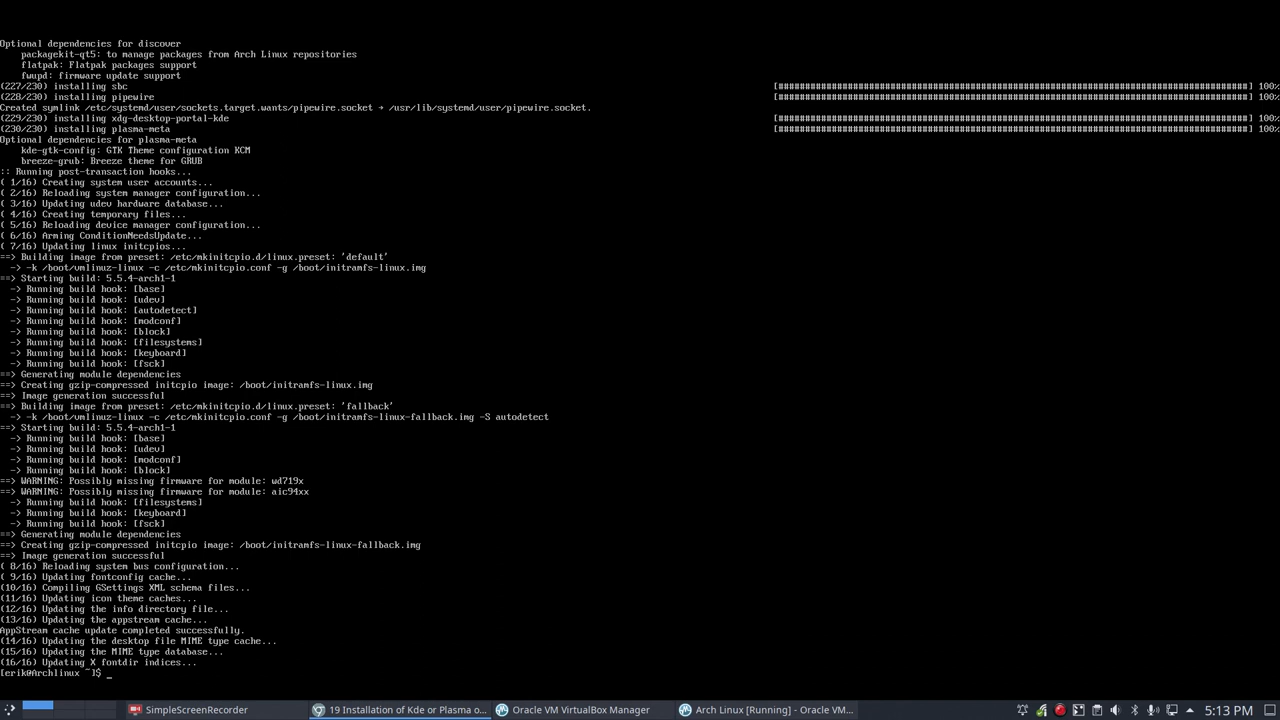 Optional dependencies for discover
packagekit-qt5: to manage packages from Arch Linux repositories
flatpak: Flatpak packages support
fwupd: firmware update support
(227/230) installing sbc [######################################################################] 100%
(228/230) installing pipewire [######################################################################] 100%
Created symlink /etc/systemd/user/sockets.target.wants/pipewire.socket → /usr/lib/systemd/user/pipewire.socket.
(229/230) installing xdg-desktop-portal-kde [######################################################################] 100%
(230/230) installing plasma-meta [######################################################################] 100%
Optional dependencies for plasma-meta
kde-gtk-config: GTK Theme configuration KCM
breeze-grub: Breeze theme for GRUB
:: Running post-transaction hooks...
( 1/16) Creating system user accounts...
( 2/16) Reloading system manager configuration...
( 3/16) Updating udev hardware database...
( 4/16) Creating temporary files...
( 5/16) Reloading device manager configuration...
( 6/16) Arming ConditionNeedsUpdate...
( 7/16) Updating linux initcpios...
==> Building image from preset: /etc/mkinitcpio.d/linux.preset: 'default'
-> -k /boot/vmlinuz-linux -c /etc/mkinitcpio.conf -g /boot/initramfs-linux.img
==> Starting build: 5.5.4-arch1-1
-> Running build hook: [base]
-> Running build hook: [udev]
-> Running build hook: [autodetect]
-> Running build hook: [modconf]
-> Running build hook: [block]
-> Running build hook: [filesystems]
-> Running build hook: [keyboard]
-> Running build hook: [fsck]
==> Generating module dependencies
==> Creating gzip-compressed initcpio image: /boot/initramfs-linux.img
==> Image generation successful
==> Building image from preset: /etc/mkinitcpio.d/linux.preset: 'fallback'
-> -k /boot/vmlinuz-linux -c /etc/mkinitcpio.conf -g /boot/initramfs-linux-fallback.img -S autodetect
==> Starting build: 5.5.4-arch1-1
-> Running build hook: [base]
-> Running build hook: [udev]
-> Running build hook: [modconf]
-> Running build hook: [block]
==> WARNING: Possibly missing firmware for module: wd719x
==> WARNING: Possibly missing firmware for module: aic94xx
-> Running build hook: [filesystems]
-> Running build hook: [keyboard]
-> Running build hook: [fsck]
==> Generating module dependencies
==> Creating gzip-compressed initcpio image: /boot/initramfs-linux-fallback.img
==> Image generation successful
( 8/16) Reloading system bus configuration...
( 9/16) Updating fontconfig cache...
(10/16) Compiling GSettings XML schema files...
(11/16) Updating icon theme caches...
(12/16) Updating the info directory file...
(13/16) Updating the appstream cache...
AppStream cache update completed successfully.
(14/16) Updating the desktop file MIME type cache...
(15/16) Updating the MIME type database...
(16/16) Updating X fontdir indices...
[erik@Archlinux ~]$ _
SimpleScreenRecorder 19 Installation of Kde or Plasma o... Oracle VM VirtualBox Manager Arch Linux [Running] - Oracle VM... 5:13 PM